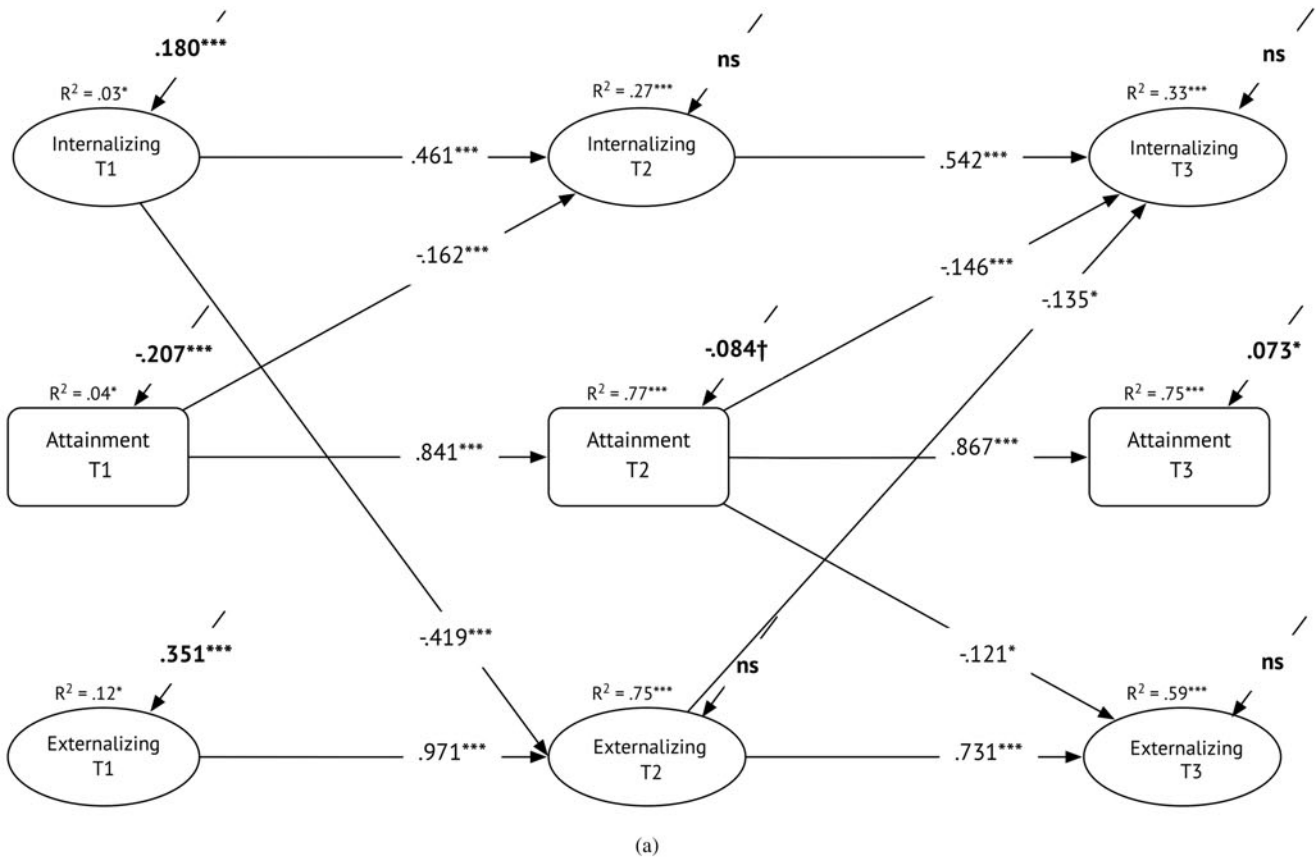 .180***
ns
ns
R² = .03*
R² = .27***
R² = .33***
Internalizing
T1
.461***
Internalizing
T2
.542***
Internalizing
T3
-.162***
-.146***
-.135*
-.207***
-.084†
.073*
R² = .04*
R² = .77***
R² = .75***
Attainment
T1
.841***
Attainment
T2
.867***
Attainment
T3
-.419***
-.121*
.351***
ns
ns
R² = .12*
R² = .75***
R² = .59***
Externalizing
T1
.971***
Externalizing
T2
.731***
Externalizing
T3
(a)